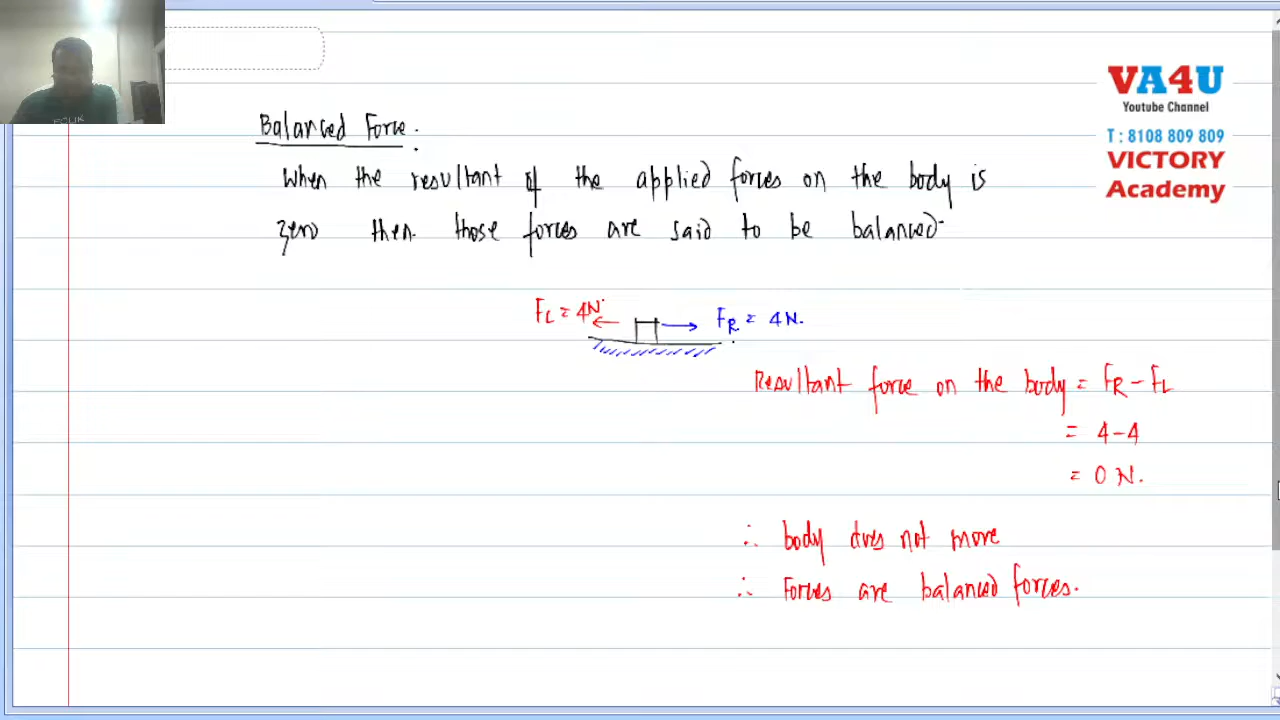 VA4U
Youtube Channel
T : 8108 809 809
VICTORY
Academy
Balanced Force.
When the resultant of the applied forces on the body is
zero then those forces are said to be balanced
FL = 4N
FR = 4N.
Resultant force on the body = FR - FL
= 4-4
= 0 N.
∴ body does not move
∴ Forces are balanced forces.